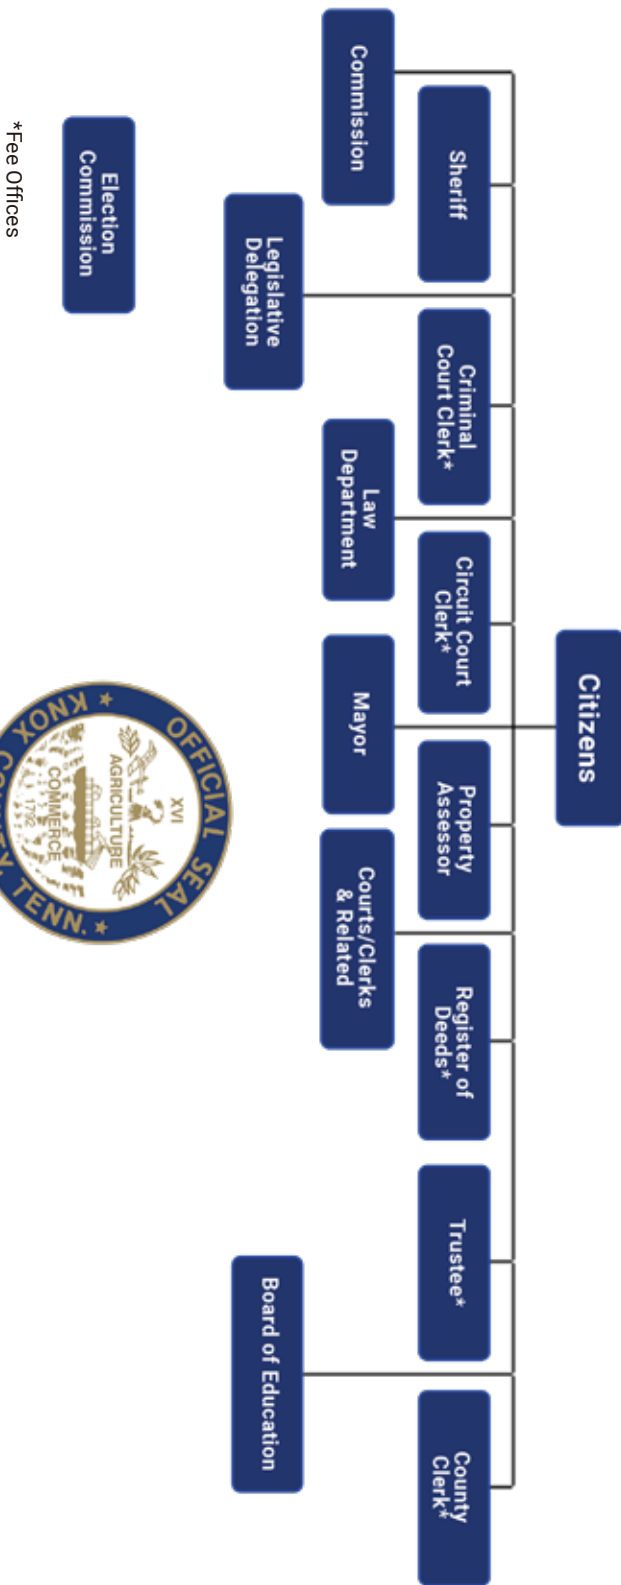 Citizens
Sheriff
Criminal
Court Clerk*
Circuit Court
Clerk*
Property
Assessor
Register of
Deeds*
Trustee*
County
Clerk*
Commission
Law
Department
Mayor
Courts/Clerks
& Related
Legislative
Delegation
Board of Education
Election
Commission
*Fee Offices
OFFICIAL SEAL
XVI
AGRICULTURE
COMMERCE
1792
* KNOX COUNTY, TENN. *